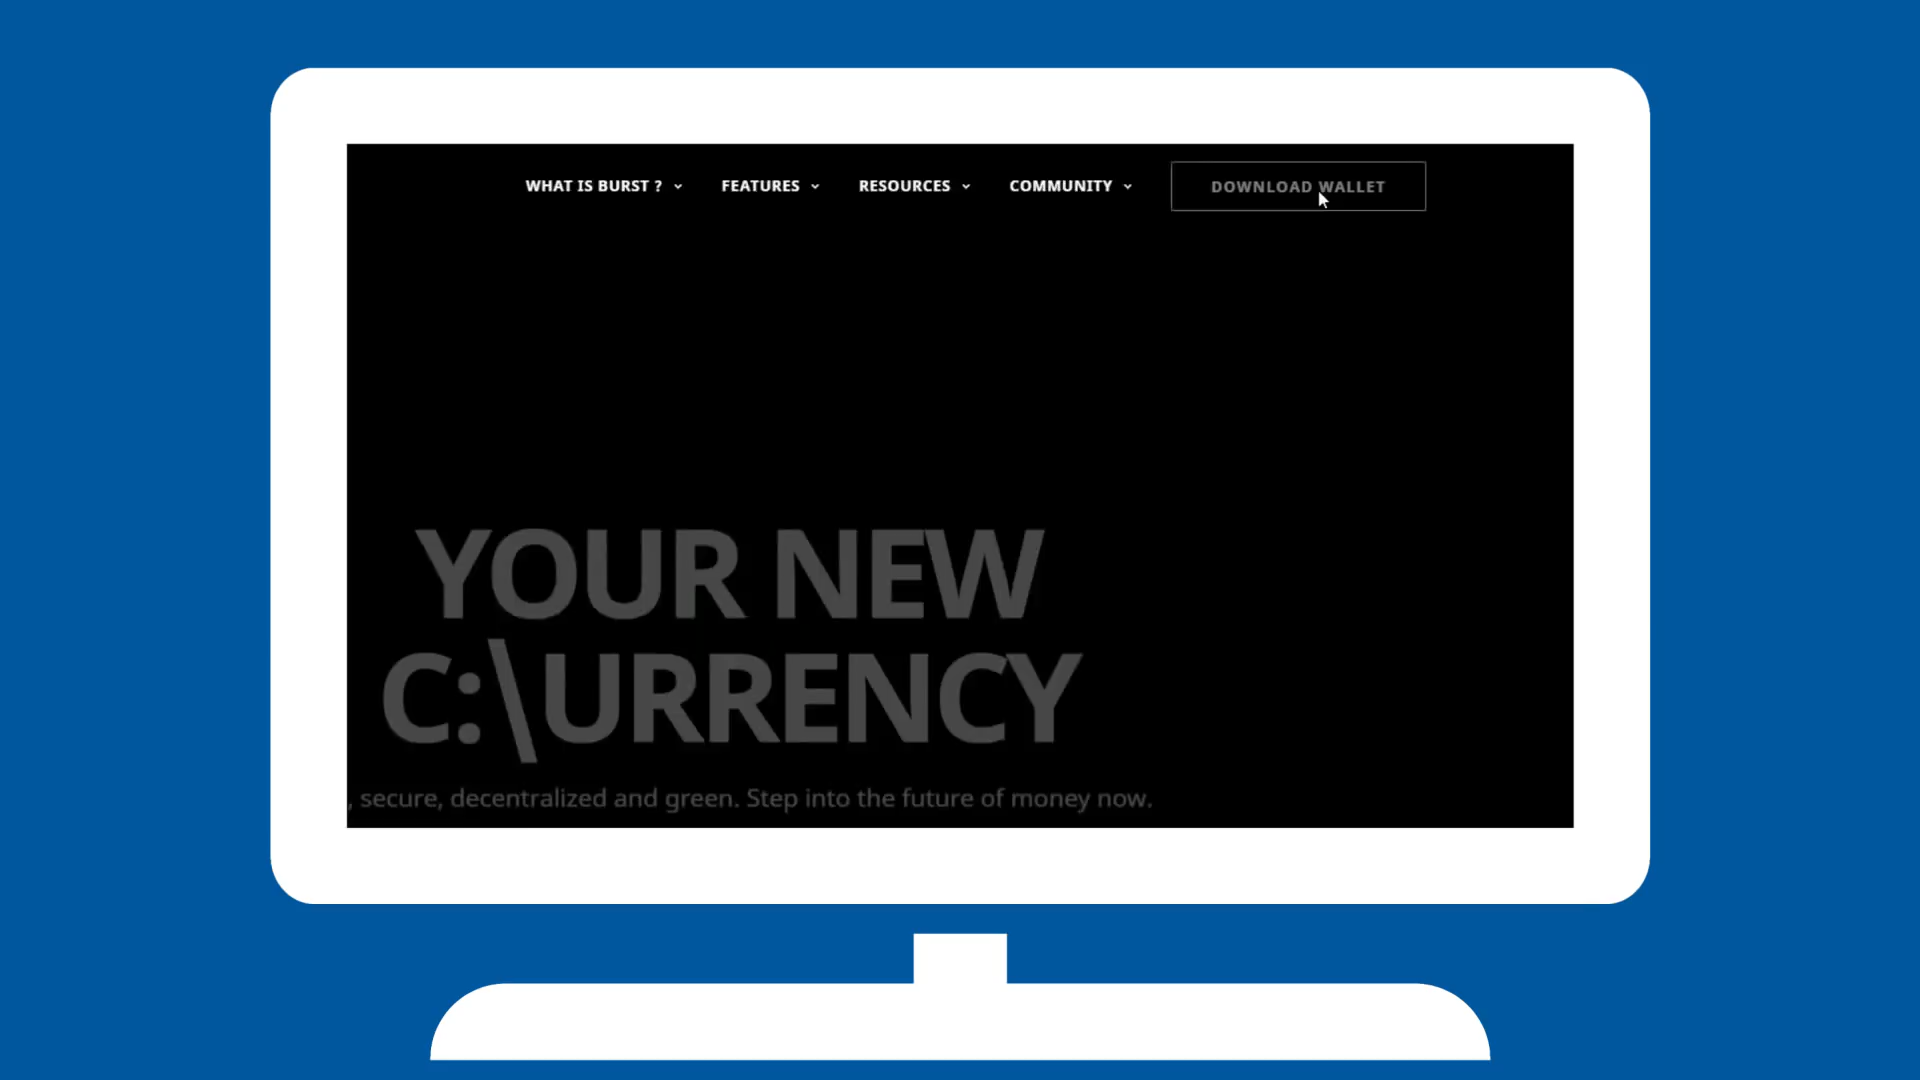 WHAT IS BURST ? FEATURES RESOURCES COMMUNITY DOWNLOAD WALLET
YOUR NEW
C:\URRENCY
, secure, decentralized and green. Step into the future of money now.